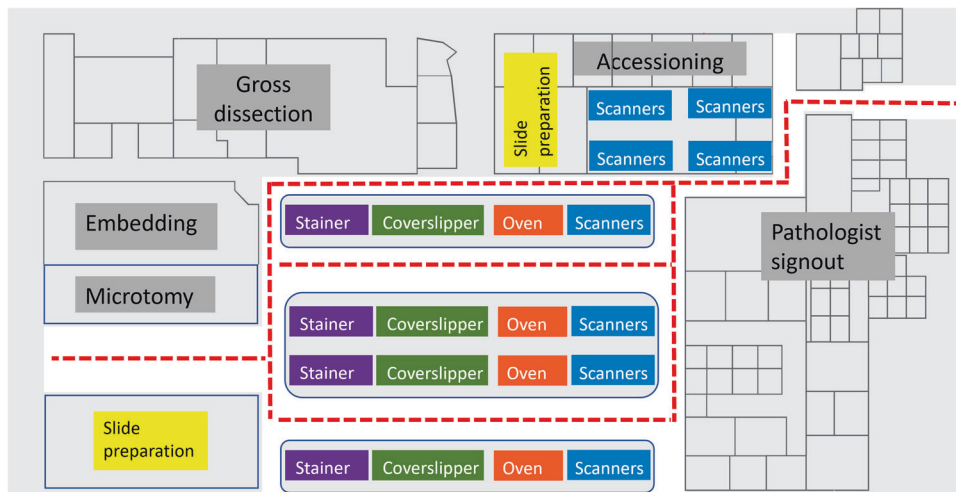 Gross
dissection
Slide
preparation
Accessioning
Scanners Scanners
Scanners Scanners
Embedding
Microtomy
Stainer Coverslipper Oven Scanners
Pathologist
signout
Stainer Coverslipper Oven Scanners
Stainer Coverslipper Oven Scanners
Slide
preparation
Stainer Coverslipper Oven Scanners